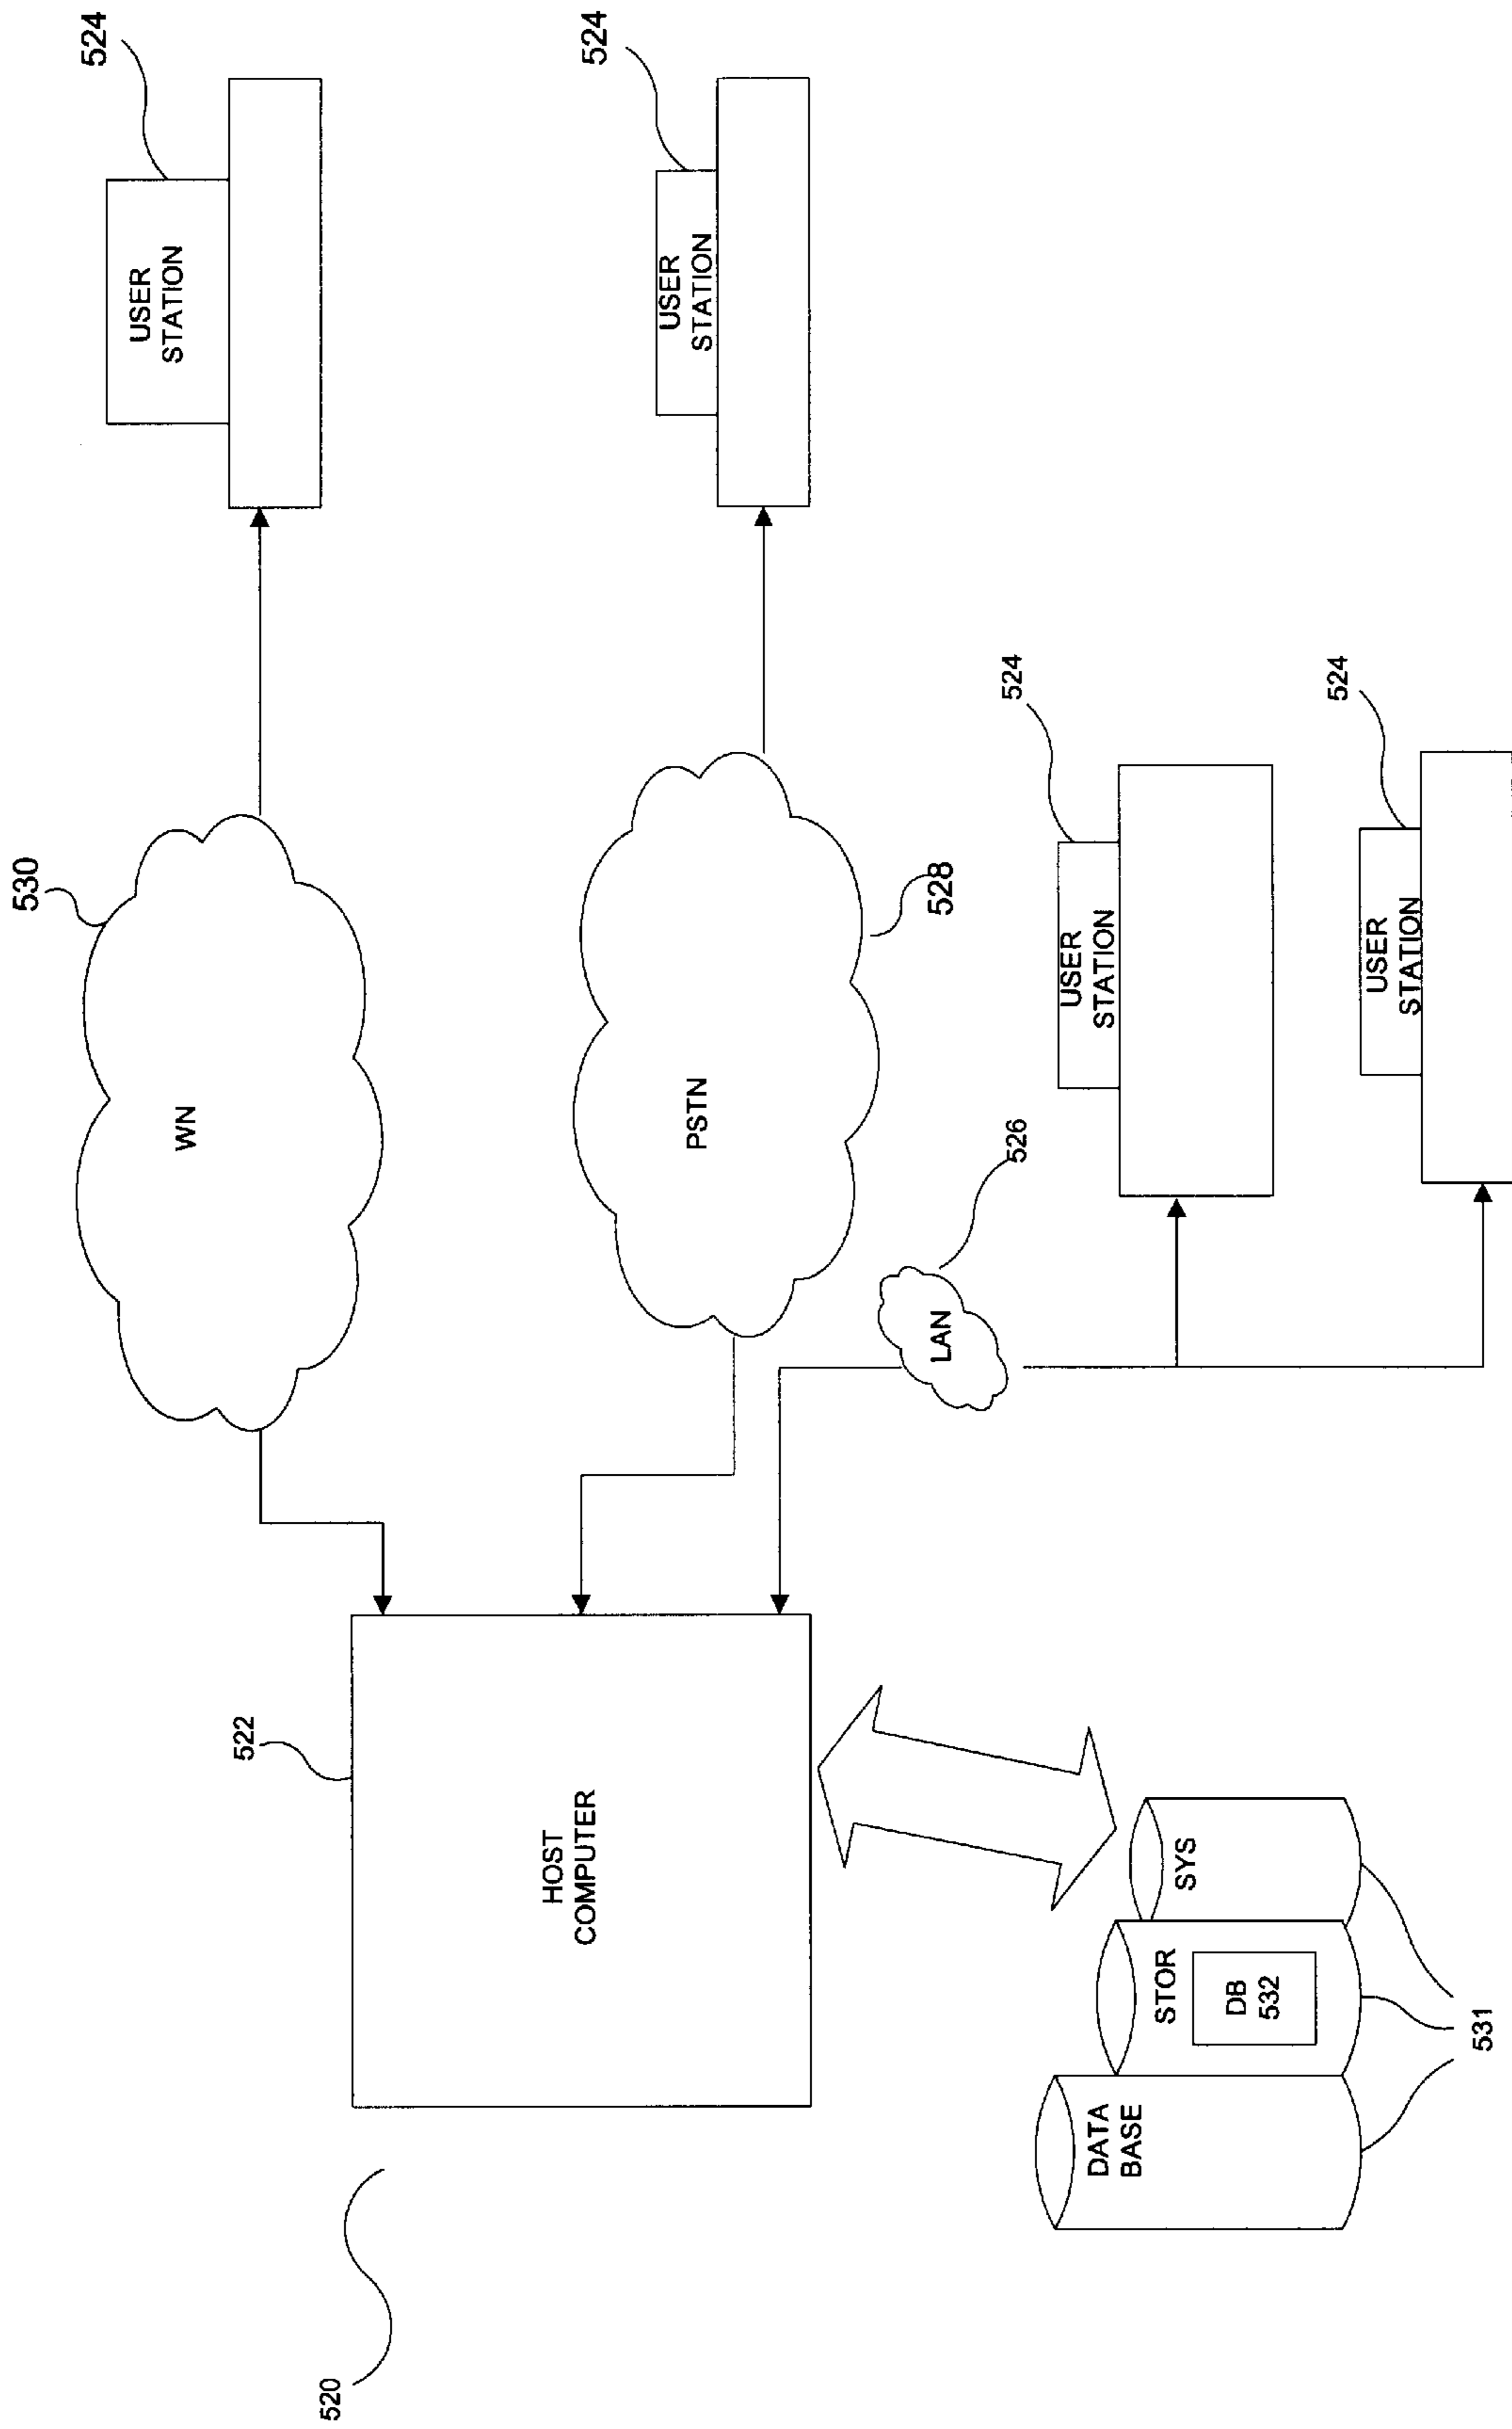 520
522
HOST
COMPUTER
530
WN
524
USER
STATION
528
PSTN
524
USER
STATION
526
LAN
524
USER
STATION
524
USER
STATION
DATA
BASE
STOR
DB
532
SYS
531